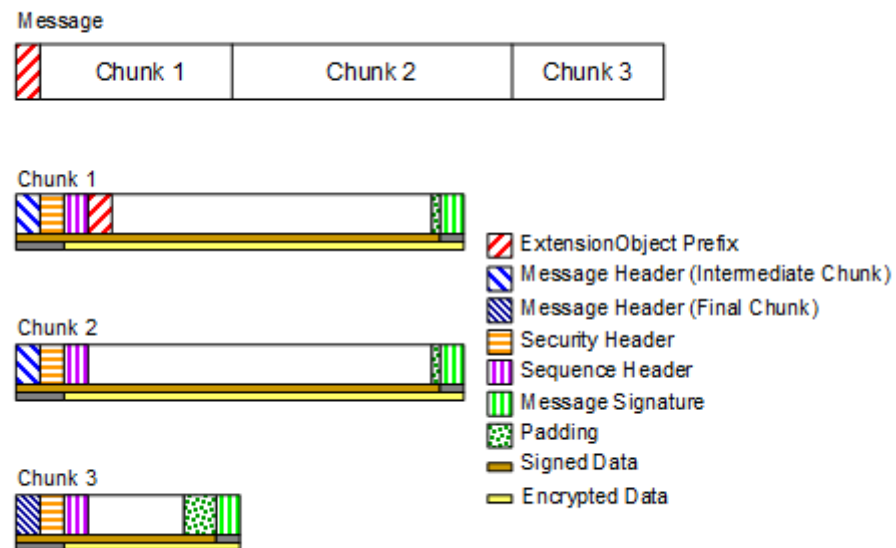 Message
Chunk 1
Chunk 2
Chunk 3
Chunk 1
ExtensionObject Prefix
Message Header (Intermediate Chunk)
Message Header (Final Chunk)
Chunk 2
Security Header
Sequence Header
Message Signature
Padding
Signed Data
Chunk 3
Encrypted Data